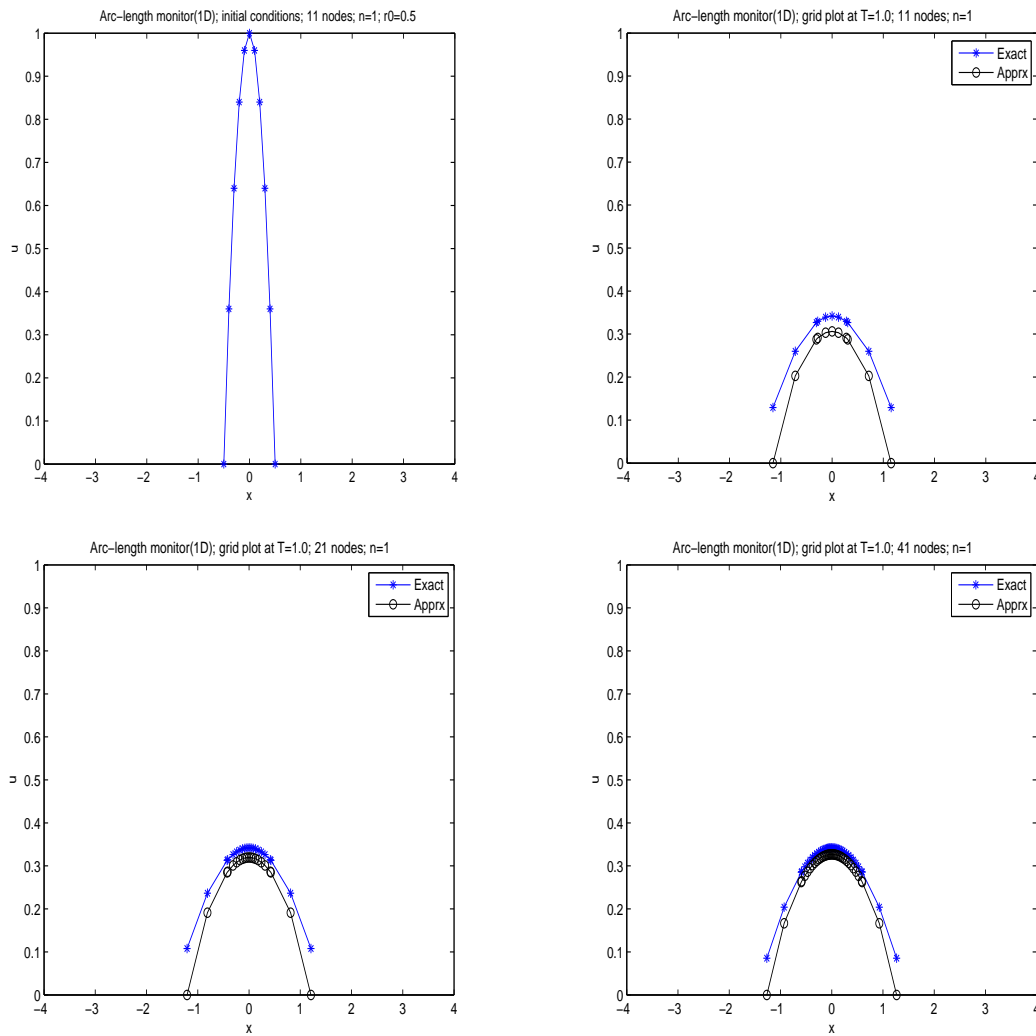 Arc-length monitor(1D); initial conditions; 11 nodes; n=1; r0=0.5
1
0.9
0.8
0.7
0.6
0.5
0.4
0.3
0.2
0.1
0
u
−4 −3 −2 −1 0 1 2 3 4
x
Arc-length monitor(1D); grid plot at T=1.0; 11 nodes; n=1
Exact
Apprx
1
0.9
0.8
0.7
0.6
0.5
0.4
0.3
0.2
0.1
0
u
−4 −3 −2 −1 0 1 2 3 4
x
Arc-length monitor(1D); grid plot at T=1.0; 21 nodes; n=1
Exact
Apprx
1
0.9
0.8
0.7
0.6
0.5
0.4
0.3
0.2
0.1
0
u
−4 −3 −2 −1 0 1 2 3 4
x
Arc-length monitor(1D); grid plot at T=1.0; 41 nodes; n=1
Exact
Apprx
1
0.9
0.8
0.7
0.6
0.5
0.4
0.3
0.2
0.1
0
u
−4 −3 −2 −1 0 1 2 3 4
x